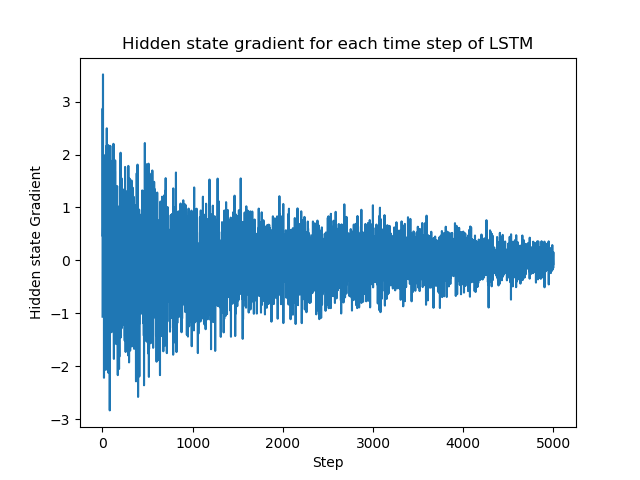 Hidden state gradient for each time step of LSTM
Hidden state Gradient
3
2
1
0
−1
−2
−3
0 1000 2000 3000 4000 5000
Step